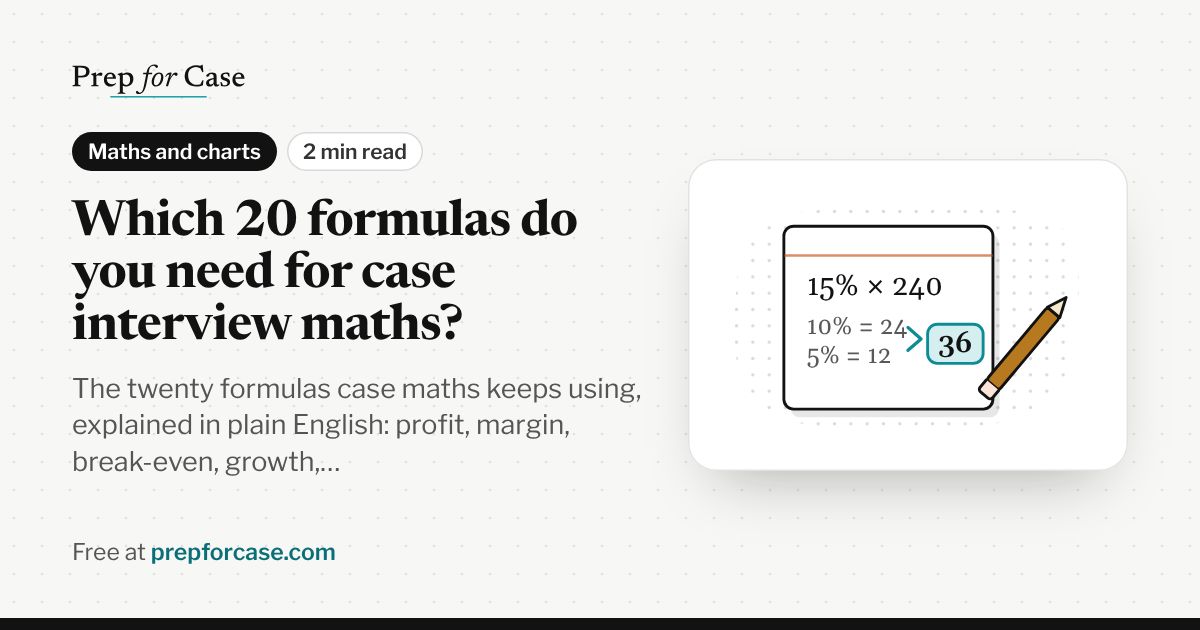 Prep for Case
Maths and charts
2 min read
Which 20 formulas do
you need for case
interview maths?
The twenty formulas case maths keeps using,
explained in plain English: profit, margin,
break-even, growth,...
Free at prepforcase.com
15% × 240
10% = 24
5% = 12
36